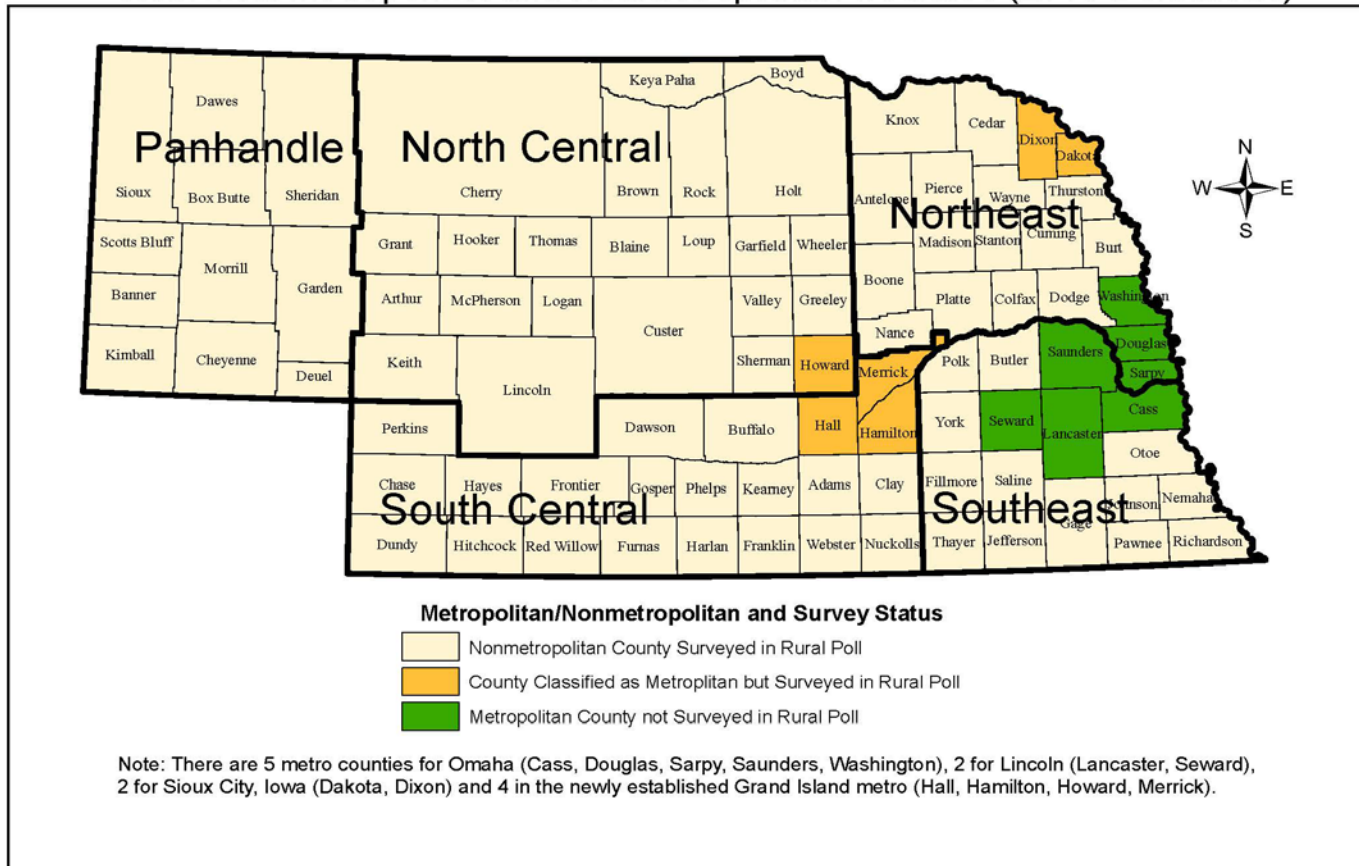 Keya Paha
Boyd
Dawes
Knox
Cedar
Dixon
Dakota
Panhandle
North Central
N
W
E
S
Sioux
Box Butte
Sheridan
Cherry
Brown
Rock
Holt
Antelope
Pierce
Wayne
Thurston
Northeast
Scotts Bluff
Morrill
Garden
Grant
Hooker
Thomas
Blaine
Loup
Garfield
Wheeler
Madison
Stanton
Cuming
Burt
Boone
Banner
Arthur
McPherson
Logan
Custer
Valley
Greeley
Platte
Colfax
Dodge
Washington
Nance
Kimball
Cheyenne
Deuel
Keith
Lincoln
Sherman
Howard
Merrick
Polk
Butler
Saunders
Douglas
Sarpy
Perkins
Dawson
Buffalo
Hall
Hamilton
York
Seward
Lancaster
Cass
Otoe
Chase
Hayes
Frontier
Gosper
Phelps
Kearney
Adams
Clay
Fillmore
Saline
Johnson
Nemaha
South Central
Southeast
Gage
Dundy
Hitchcock
Red Willow
Furnas
Harlan
Franklin
Webster
Nuckolls
Thayer
Jefferson
Pawnee
Richardson
Metropolitan/Nonmetropolitan and Survey Status
Nonmetropolitan County Surveyed in Rural Poll
County Classified as Metroplitan but Surveyed in Rural Poll
Metropolitan County not Surveyed in Rural Poll
Note: There are 5 metro counties for Omaha (Cass, Douglas, Sarpy, Saunders, Washington), 2 for Lincoln (Lancaster, Seward),
2 for Sioux City, Iowa (Dakota, Dixon) and 4 in the newly established Grand Island metro (Hall, Hamilton, Howard, Merrick).